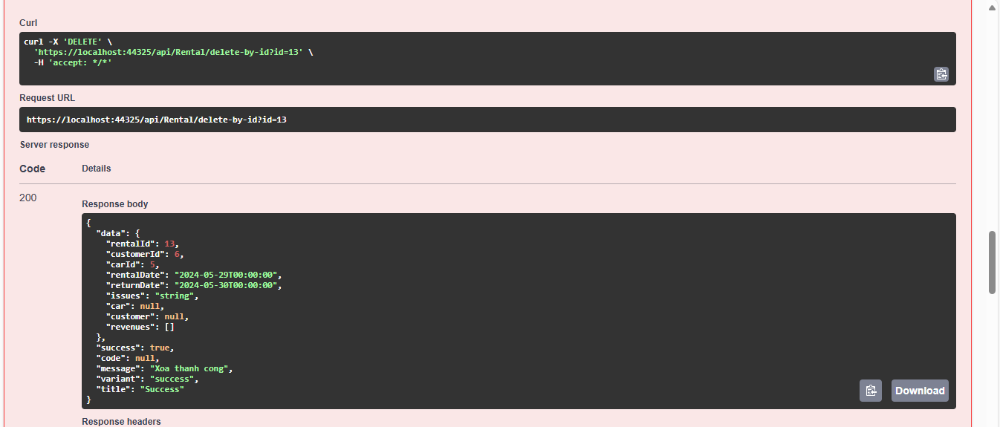 Curl
curl -X 'DELETE' \
  'https://localhost:44325/api/Rental/delete-by-id?id=13' \
  -H 'accept: */*'
Request URL
https://localhost:44325/api/Rental/delete-by-id?id=13
Server response
Code Details
200
Response body
{
  "data": {
    "rentalId": 13,
    "customerId": 6,
    "carId": 5,
    "rentalDate": "2024-05-29T00:00:00",
    "returnDate": "2024-05-30T00:00:00",
    "issues": "string",
    "car": null,
    "customer": null,
    "revenues": []
  },
  "success": true,
  "code": null,
  "message": "Xoa thanh cong",
  "variant": "success",
  "title": "Success"
}
Download
Response headers